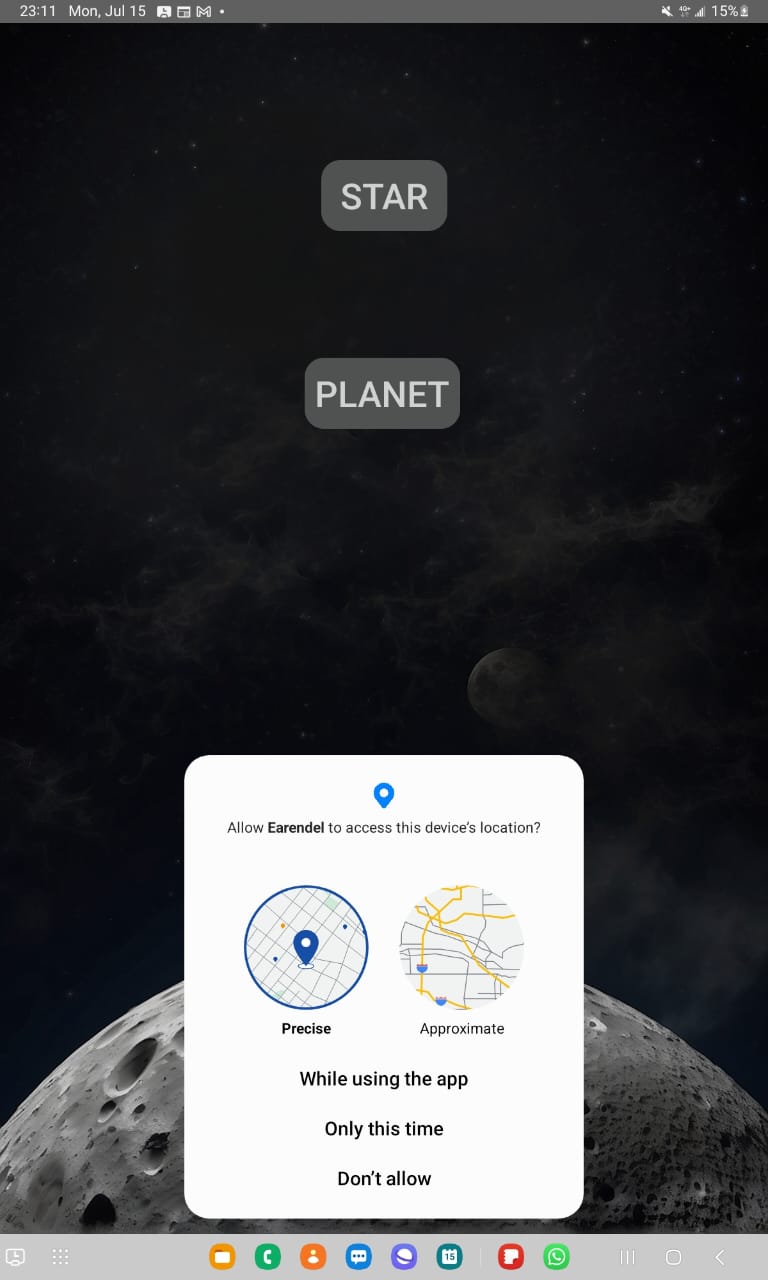 23:11 Mon, Jul 15
4G+ 15%
STAR
PLANET
Allow Earendel to access this device's location?
Precise
Approximate
While using the app
Only this time
Don't allow
15